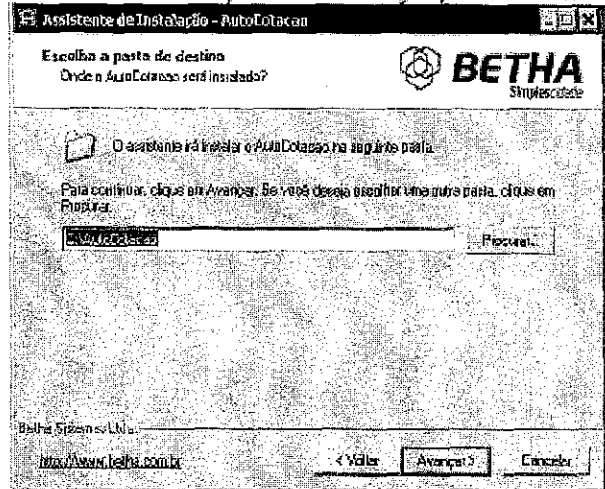 Assistente de Instalação - AutoCotacao
Escolha a pasta de destino
Onde o AutoCotacao será instalado?
BETHA
Simplescidade
O assistente irá instalar o AutoCotacao na seguinte pasta.
Para continuar, clique em Avançar. Se você deseja escolher uma outra pasta, clique em
Procurar.
Procurar...
Betha Sistemas Ltda.
http://www.betha.com.br
< Voltar
Avançar >
Cancelar